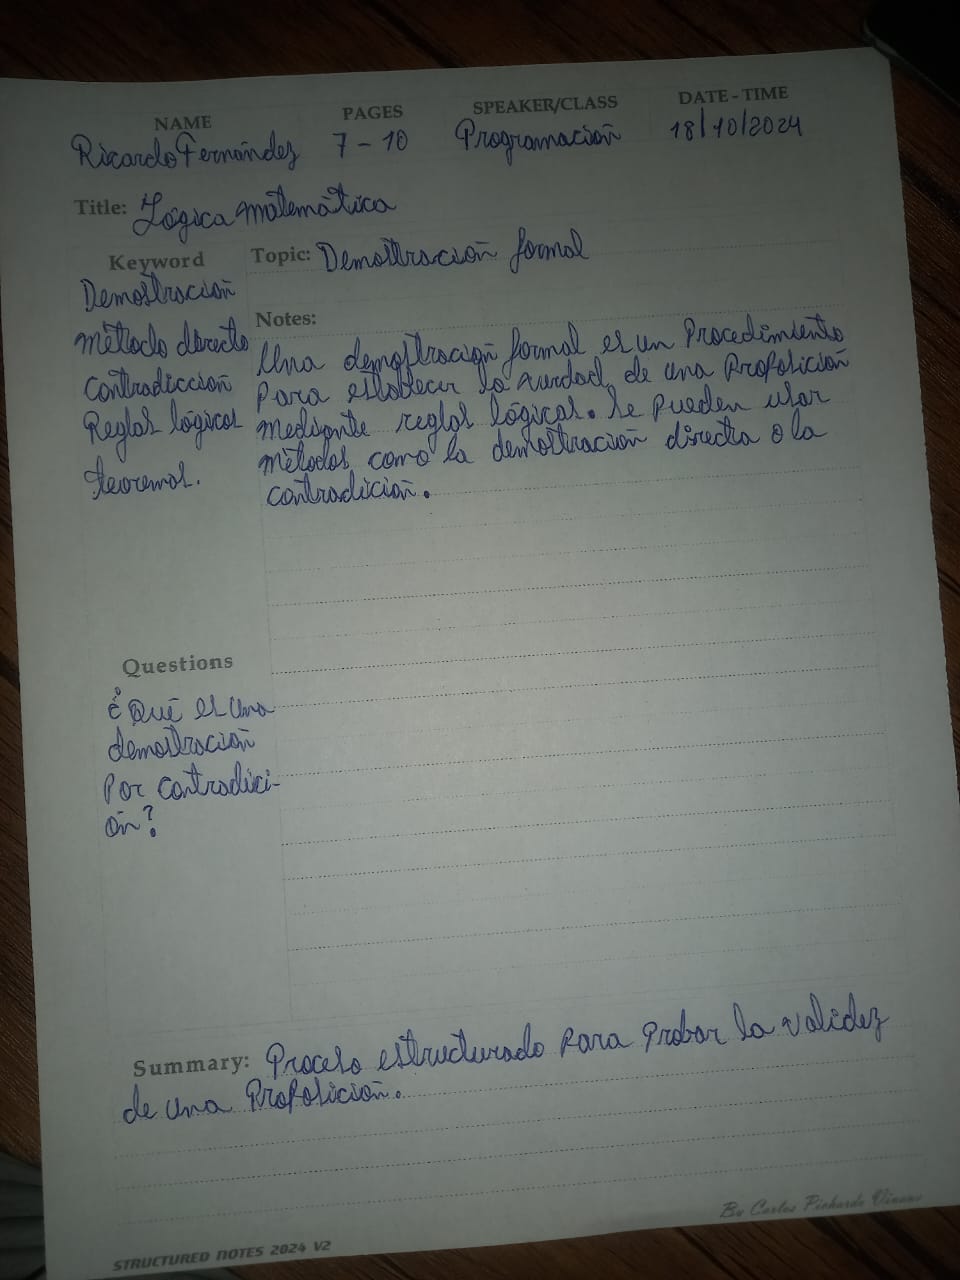 NAME PAGES SPEAKER/CLASS DATE-TIME
Ricardo Fernández 7-10 Programación 18/10/2024
Title: Lógica matemática
Keyword
Demostración
método directo
contradicción
Reglas lógicas
teoremas.
Topic: Demostración formal
Notes:
Una demostración formal es un Procedimiento
Para establecer la verdad de una Proposición
mediante reglas lógicas. Se pueden usar
métodos como la demostración directa o la
contradición.
Questions
¿Qué es una
demostración
Por contradici-
ón?
Summary: Proceso estructurado Para Probar la validez
de una Proposición.
By Carlos Pichardo Viuque
STRUCTURED NOTES 2024 V2